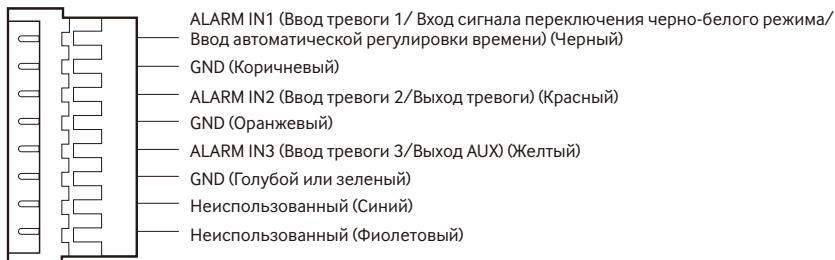 ALARM IN1 (Ввод тревоги 1/ Вход сигнала переключения черно-белого режима/
Ввод автоматической регулировки времени) (Черный)
GND (Коричневый)
ALARM IN2 (Ввод тревоги 2/Выход тревоги) (Красный)
GND (Оранжевый)
ALARM IN3 (Ввод тревоги 3/Выход AUX) (Желтый)
GND (Голубой или зеленый)
Неиспользованный (Синий)
Неиспользованный (Фиолетовый)